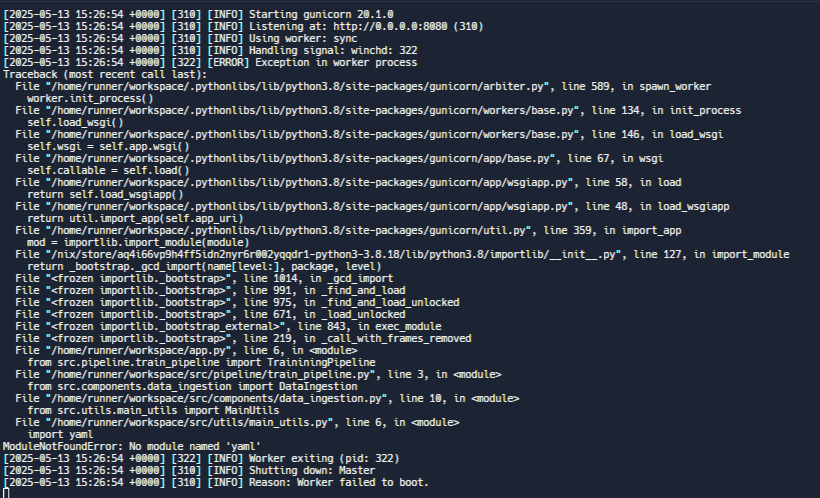 [2025-05-13 15:26:54 +0000] [310] [INFO] Starting gunicorn 20.1.0
[2025-05-13 15:26:54 +0000] [310] [INFO] Listening at: http://0.0.0.0:8080 (310)
[2025-05-13 15:26:54 +0000] [310] [INFO] Using worker: sync
[2025-05-13 15:26:54 +0000] [310] [INFO] Handling signal: winchd: 322
[2025-05-13 15:26:54 +0000] [322] [ERROR] Exception in worker process
Traceback (most recent call last):
  File "/home/runner/workspace/.pythonlibs/lib/python3.8/site-packages/gunicorn/arbiter.py", line 589, in spawn_worker
    worker.init_process()
  File "/home/runner/workspace/.pythonlibs/lib/python3.8/site-packages/gunicorn/workers/base.py", line 134, in init_process
    self.load_wsgi()
  File "/home/runner/workspace/.pythonlibs/lib/python3.8/site-packages/gunicorn/workers/base.py", line 146, in load_wsgi
    self.wsgi = self.app.wsgi()
  File "/home/runner/workspace/.pythonlibs/lib/python3.8/site-packages/gunicorn/app/base.py", line 67, in wsgi
    self.callable = self.load()
  File "/home/runner/workspace/.pythonlibs/lib/python3.8/site-packages/gunicorn/app/wsgiapp.py", line 58, in load
    return self.load_wsgiapp()
  File "/home/runner/workspace/.pythonlibs/lib/python3.8/site-packages/gunicorn/app/wsgiapp.py", line 48, in load_wsgiapp
    return util.import_app(self.app_uri)
  File "/home/runner/workspace/.pythonlibs/lib/python3.8/site-packages/gunicorn/util.py", line 359, in import_app
    mod = importlib.import_module(module)
  File "/nix/store/aq4i66vp9h4ff5idn2nyr6r002yqqdr1-python3-3.8.18/lib/python3.8/importlib/__init__.py", line 127, in import_module
    return _bootstrap._gcd_import(name[level:], package, level)
  File "<frozen importlib._bootstrap>", line 1014, in _gcd_import
  File "<frozen importlib._bootstrap>", line 991, in _find_and_load
  File "<frozen importlib._bootstrap>", line 975, in _find_and_load_unlocked
  File "<frozen importlib._bootstrap>", line 671, in _load_unlocked
  File "<frozen importlib._bootstrap_external>", line 843, in exec_module
  File "<frozen importlib._bootstrap>", line 219, in _call_with_frames_removed
  File "/home/runner/workspace/app.py", line 6, in <module>
    from src.pipeline.train_pipeline import TraininingPipeline
  File "/home/runner/workspace/src/pipeline/train_pipeline.py", line 3, in <module>
    from src.components.data_ingestion import DataIngestion
  File "/home/runner/workspace/src/components/data_ingestion.py", line 10, in <module>
    from src.utils.main_utils import MainUtils
  File "/home/runner/workspace/src/utils/main_utils.py", line 6, in <module>
    import yaml
ModuleNotFoundError: No module named 'yaml'
[2025-05-13 15:26:54 +0000] [322] [INFO] Worker exiting (pid: 322)
[2025-05-13 15:26:54 +0000] [310] [INFO] Shutting down: Master
[2025-05-13 15:26:54 +0000] [310] [INFO] Reason: Worker failed to boot.